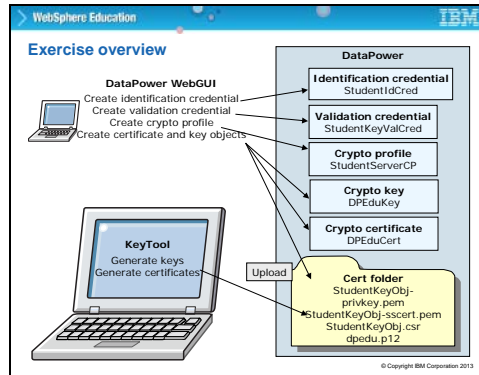 WebSphere Education
IBM
Exercise overview
DataPower WebGUI
Create identification credential
Create validation credential
Create crypto profile
Create certificate and key objects
KeyTool
Generate keys
Generate certificates
Upload
DataPower
Identification credential
StudentIdCred
Validation credential
StudentKeyValCred
Crypto profile
StudentServerCP
Crypto key
DPEduKey
Crypto certificate
DPEduCert
Cert folder
StudentKeyObj-
privkey.pem
StudentKeyObj-sscert.pem
StudentKeyObj.csr
dpedu.p12
© Copyright IBM Corporation 2013